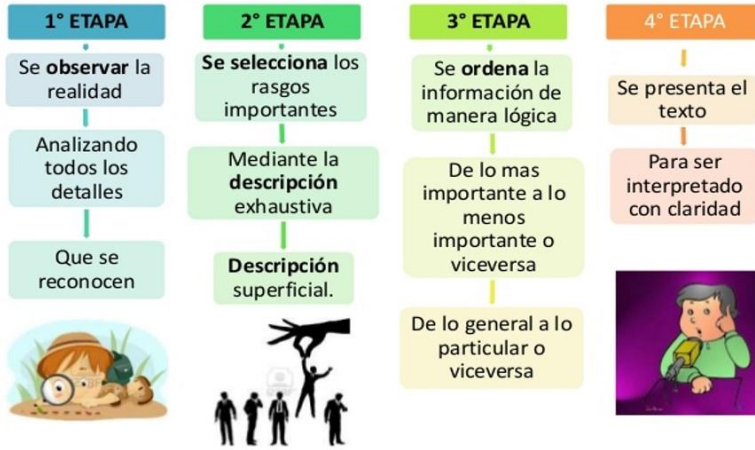 1° ETAPA
Se observar la
realidad
Analizando
todos los
detalles
Que se
reconocen
2° ETAPA
Se selecciona los
rasgos
importantes
Mediante la
descripción
exhaustiva
Descripción
superficial.
3° ETAPA
Se ordena la
información de
manera lógica
De lo mas
importante a lo
menos
importante o
viceversa
De lo general a lo
particular o
viceversa
4° ETAPA
Se presenta el
texto
Para ser
interpretado
con claridad